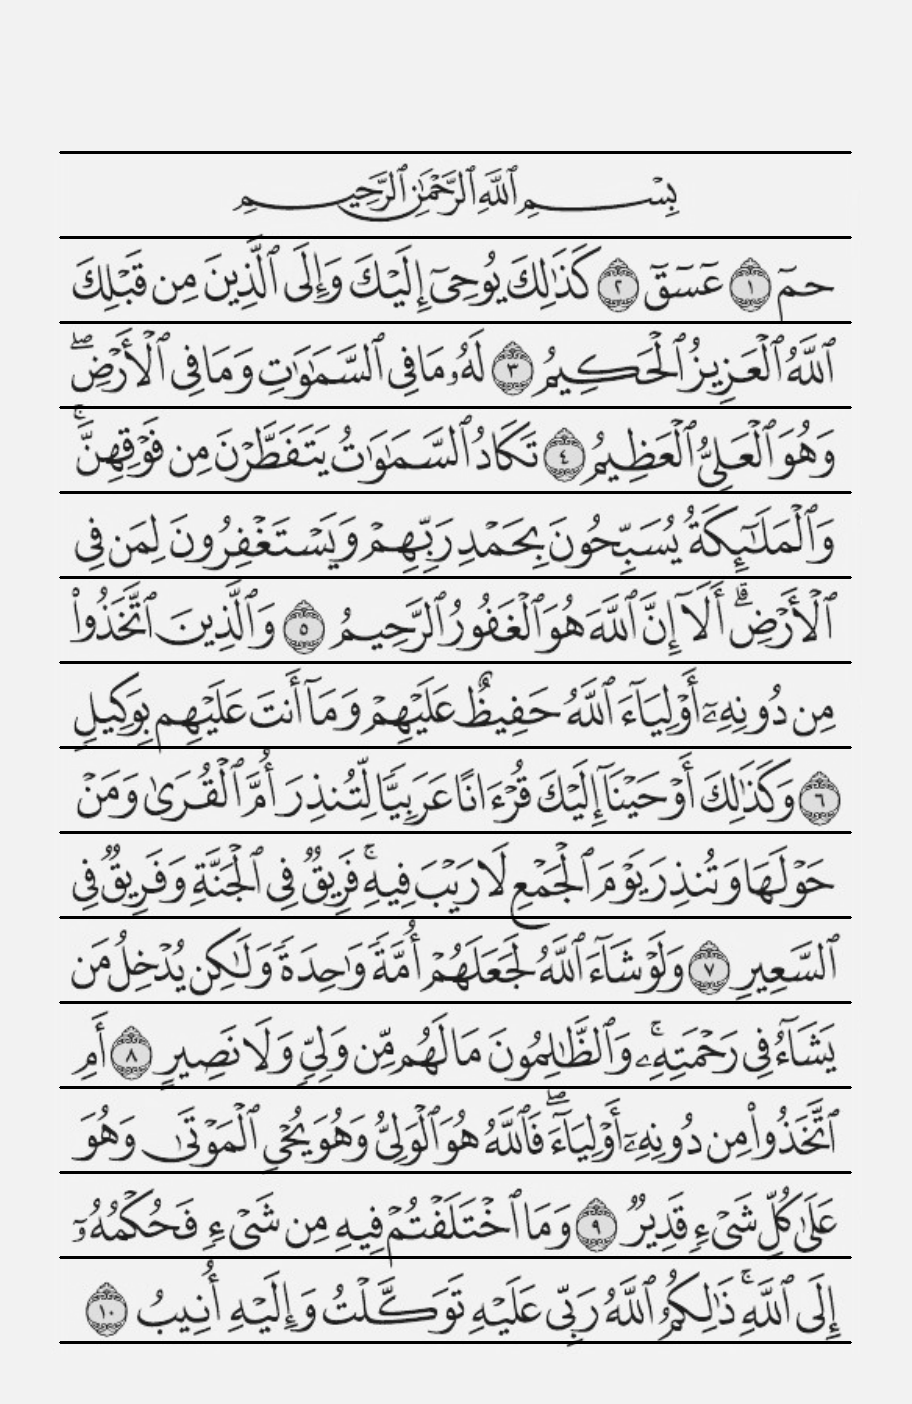 بِسْمِ ٱللَّهِ ٱلرَّحْمَٰنِ ٱلرَّحِيمِ
حمٓ ١ عٓسٓقٓ ٢ كَذَٰلِكَ يُوحِىٓ إِلَيْكَ وَإِلَى ٱلَّذِينَ مِن قَبْلِكَ
ٱللَّهُ ٱلْعَزِيزُ ٱلْحَكِيمُ ٣ لَهُۥ مَا فِى ٱلسَّمَٰوَٰتِ وَمَا فِى ٱلْأَرْضِۖ
وَهُوَ ٱلْعَلِىُّ ٱلْعَظِيمُ ٤ تَكَادُ ٱلسَّمَٰوَٰتُ يَتَفَطَّرْنَ مِن فَوْقِهِنَّۚ
وَٱلْمَلَٰٓئِكَةُ يُسَبِّحُونَ بِحَمْدِ رَبِّهِمْ وَيَسْتَغْفِرُونَ لِمَن فِى
ٱلْأَرْضِۗ أَلَآ إِنَّ ٱللَّهَ هُوَ ٱلْغَفُورُ ٱلرَّحِيمُ ٥ وَٱلَّذِينَ ٱتَّخَذُوا۟
مِن دُونِهِۦٓ أَوْلِيَآءَ ٱللَّهُ حَفِيظٌ عَلَيْهِمْ وَمَآ أَنتَ عَلَيْهِم بِوَكِيلٍ
٦ وَكَذَٰلِكَ أَوْحَيْنَآ إِلَيْكَ قُرْءَانًا عَرَبِيًّا لِّتُنذِرَ أُمَّ ٱلْقُرَىٰ وَمَنْ
حَوْلَهَا وَتُنذِرَ يَوْمَ ٱلْجَمْعِ لَا رَيْبَ فِيهِۚ فَرِيقٌ فِى ٱلْجَنَّةِ وَفَرِيقٌ فِى
ٱلسَّعِيرِ ٧ وَلَوْ شَآءَ ٱللَّهُ لَجَعَلَهُمْ أُمَّةً وَٰحِدَةً وَلَٰكِن يُدْخِلُ مَن
يَشَآءُ فِى رَحْمَتِهِۦۚ وَٱلظَّٰلِمُونَ مَا لَهُم مِّن وَلِىٍّ وَلَا نَصِيرٍ ٨ أَمِ
ٱتَّخَذُوا۟ مِن دُونِهِۦٓ أَوْلِيَآءَۖ فَٱللَّهُ هُوَ ٱلْوَلِىُّ وَهُوَ يُحْىِ ٱلْمَوْتَىٰ وَهُوَ
عَلَىٰ كُلِّ شَىْءٍ قَدِيرٌ ٩ وَمَا ٱخْتَلَفْتُمْ فِيهِ مِن شَىْءٍ فَحُكْمُهُۥٓ
إِلَى ٱللَّهِۚ ذَٰلِكُمُ ٱللَّهُ رَبِّى عَلَيْهِ تَوَكَّلْتُ وَإِلَيْهِ أُنِيبُ ١٠